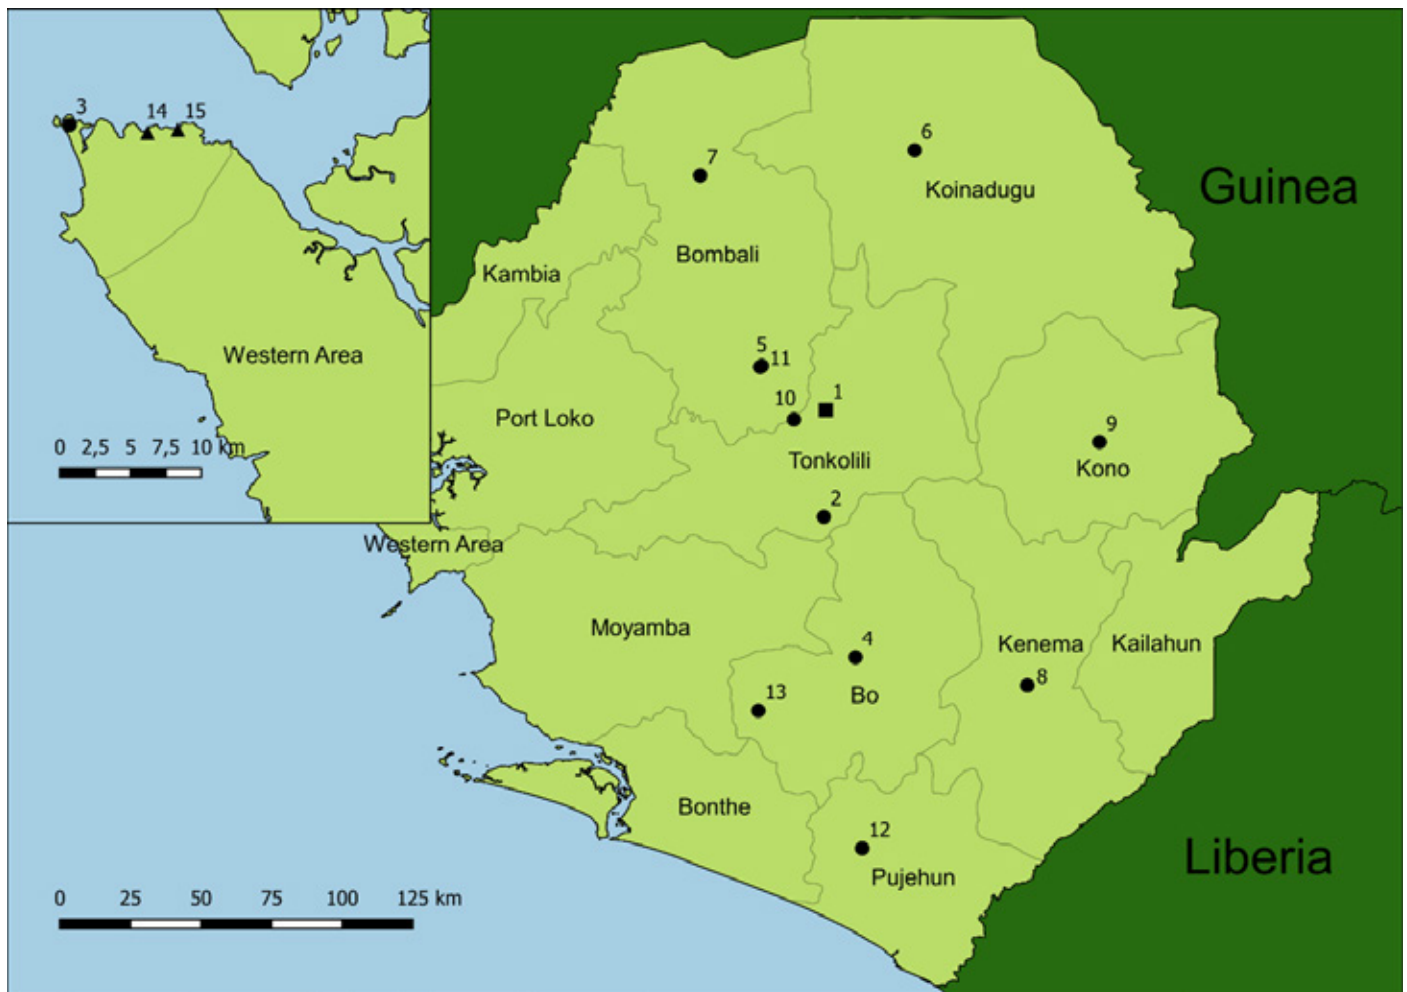 3
14
15
Western Area
0 2,5 5 7,5 10 km
6
7
Koinadugu
Guinea
Bombali
Kambia
5
11
10
1
Port Loko
9
Tonkolili
Kono
2
Western Area
Moyamba
4
Kenema
Kailahun
8
13
Bo
Bonthe
12
Pujehun
Liberia
0 25 50 75 100 125 km